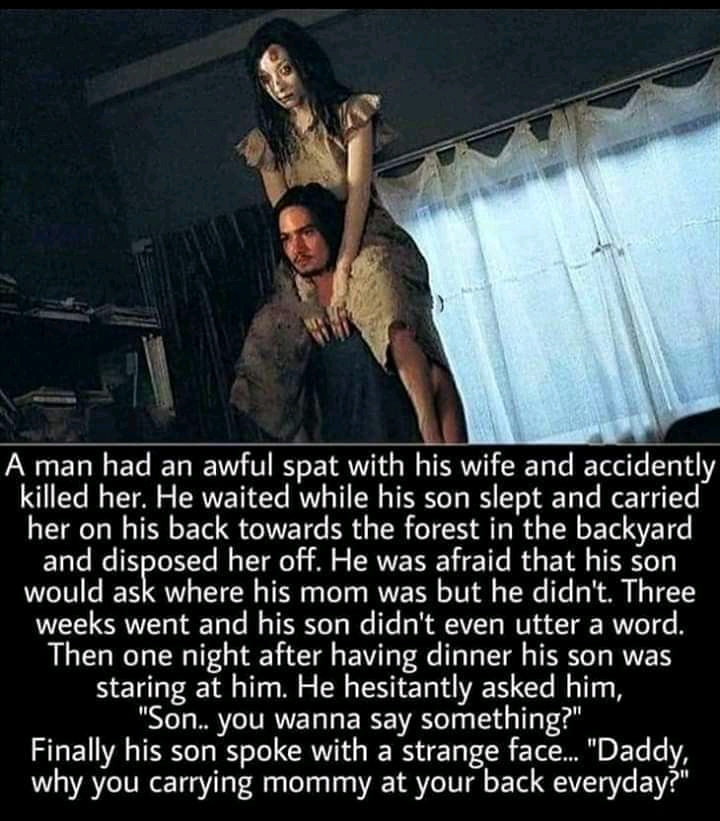 A man had an awful spat with his wife and accidently
killed her. He waited while his son slept and carried
her on his back towards the forest in the backyard
and disposed her off. He was afraid that his son
would ask where his mom was but he didn't. Three
weeks went and his son didn't even utter a word.
Then one night after having dinner his son was
staring at him. He hesitantly asked him,
"Son.. you wanna say something?"
Finally his son spoke with a strange face... "Daddy,
why you carrying mommy at your back everyday?"